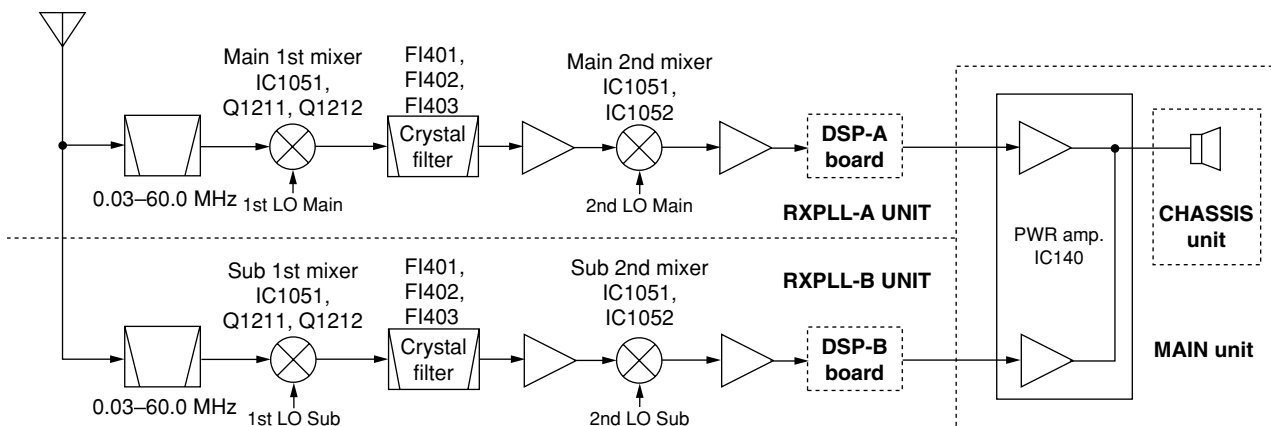 Main 1st mixer
IC1051,
Q1211, Q1212
FI401,
FI402,
FI403
Crystal
filter
Main 2nd mixer
IC1051,
IC1052
DSP-A
board
0.03–60.0 MHz
1st LO Main
2nd LO Main
RXPLL-A UNIT
PWR amp.
IC140
CHASSIS
unit
Sub 1st mixer
IC1051,
Q1211, Q1212
FI401,
FI402,
FI403
Crystal
filter
Sub 2nd mixer
IC1051,
IC1052
RXPLL-B UNIT
DSP-B
board
MAIN unit
0.03–60.0 MHz
1st LO Sub
2nd LO Sub